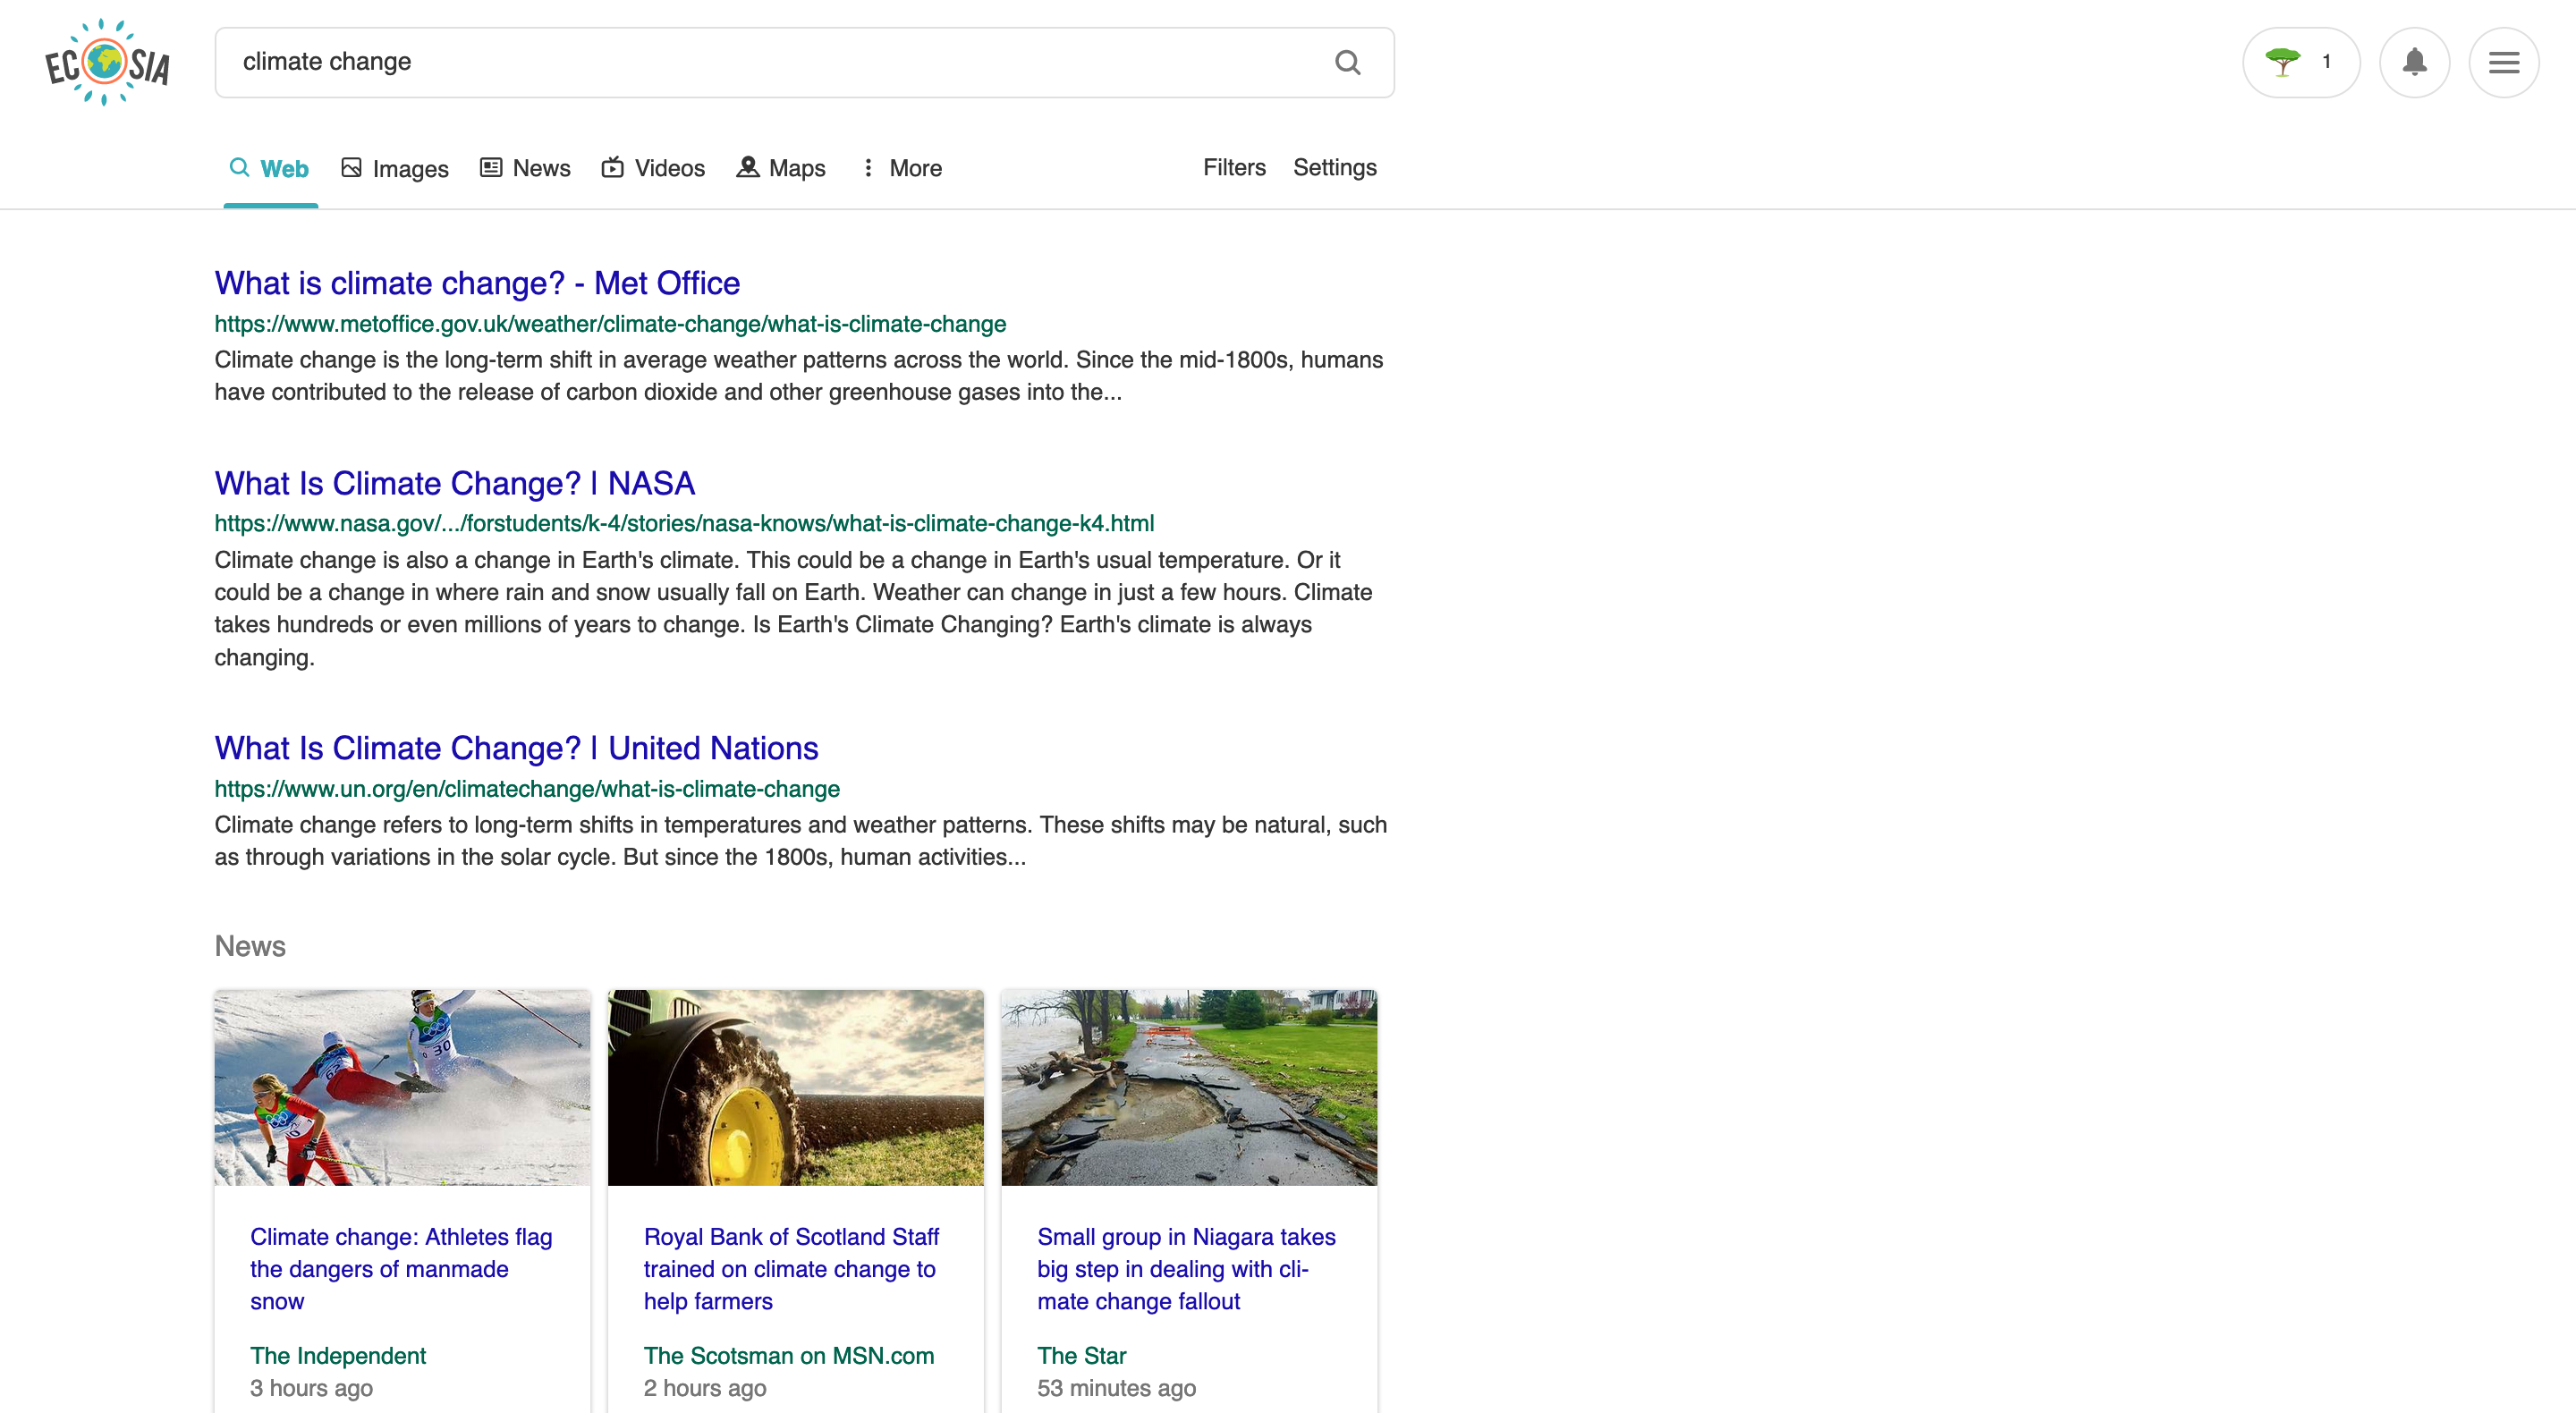 ECOSIA
climate change
1
Web Images News Videos Maps More Filters Settings
What is climate change? - Met Office
https://www.metoffice.gov.uk/weather/climate-change/what-is-climate-change
Climate change is the long-term shift in average weather patterns across the world. Since the mid-1800s, humans
have contributed to the release of carbon dioxide and other greenhouse gases into the...
What Is Climate Change? | NASA
https://www.nasa.gov/.../forstudents/k-4/stories/nasa-knows/what-is-climate-change-k4.html
Climate change is also a change in Earth's climate. This could be a change in Earth's usual temperature. Or it
could be a change in where rain and snow usually fall on Earth. Weather can change in just a few hours. Climate
takes hundreds or even millions of years to change. Is Earth's Climate Changing? Earth's climate is always
changing.
What Is Climate Change? | United Nations
https://www.un.org/en/climatechange/what-is-climate-change
Climate change refers to long-term shifts in temperatures and weather patterns. These shifts may be natural, such
as through variations in the solar cycle. But since the 1800s, human activities...
News
30
Climate change: Athletes flag
the dangers of manmade
snow
The Independent
3 hours ago
Royal Bank of Scotland Staff
trained on climate change to
help farmers
The Scotsman on MSN.com
2 hours ago
Small group in Niagara takes
big step in dealing with cli-
mate change fallout
The Star
53 minutes ago